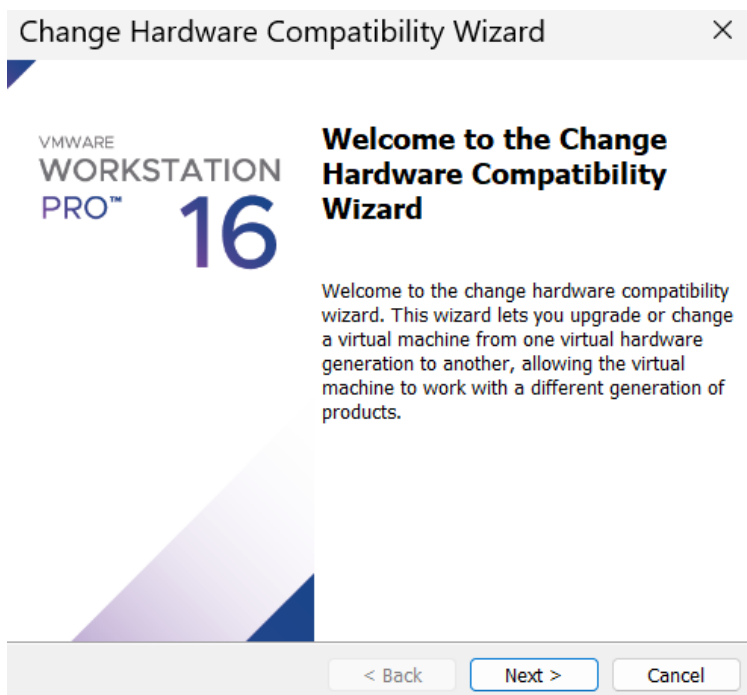 Change Hardware Compatibility Wizard
VMWARE
WORKSTATION
PRO™ 16
Welcome to the Change
Hardware Compatibility
Wizard
Welcome to the change hardware compatibility
wizard. This wizard lets you upgrade or change
a virtual machine from one virtual hardware
generation to another, allowing the virtual
machine to work with a different generation of
products.
< Back Next > Cancel